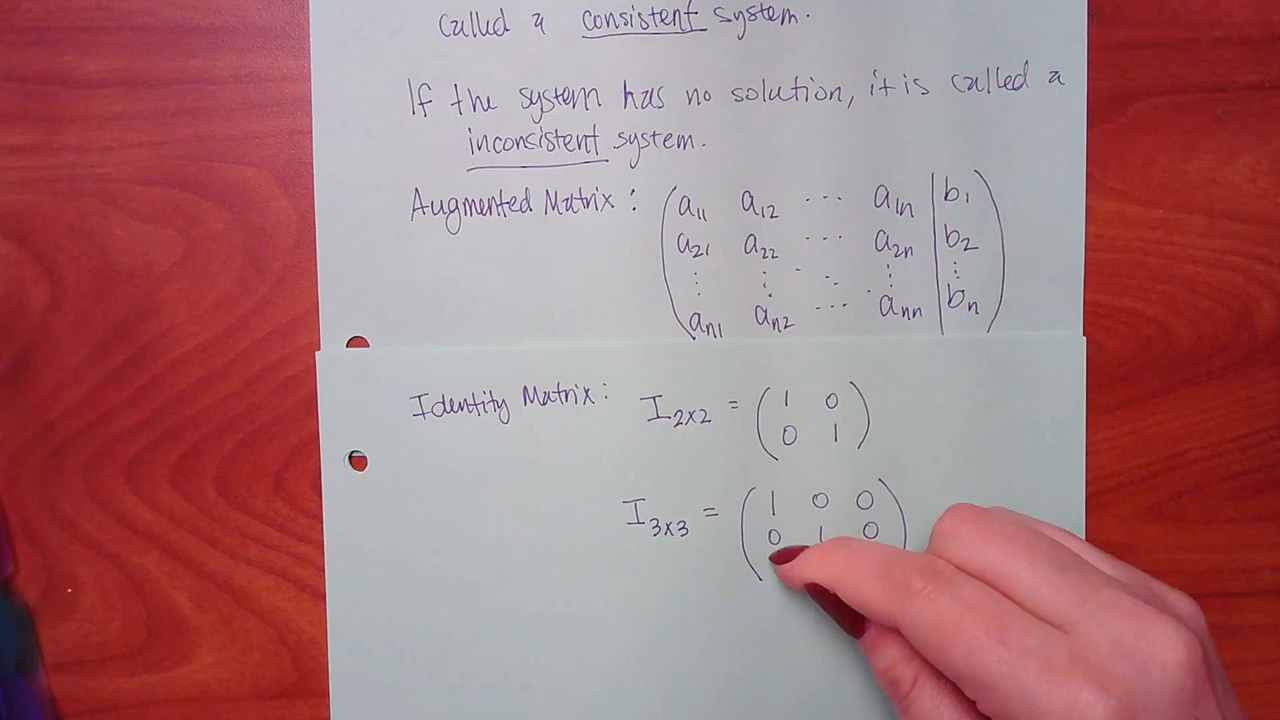 called a consistent system.
If the system has no solution, it is called a
inconsistent system.
Augmented Matrix: ( a11 a12 ... a1n | b1
a21 a22 ... a2n | b2
⋮ ⋮ ⋱ ⋮ | ⋮
an1 an2 ... ann | bn )
Identity Matrix: I2x2 = ( 1 0
0 1 )
I3x3 = ( 1 0 0
0 1 0